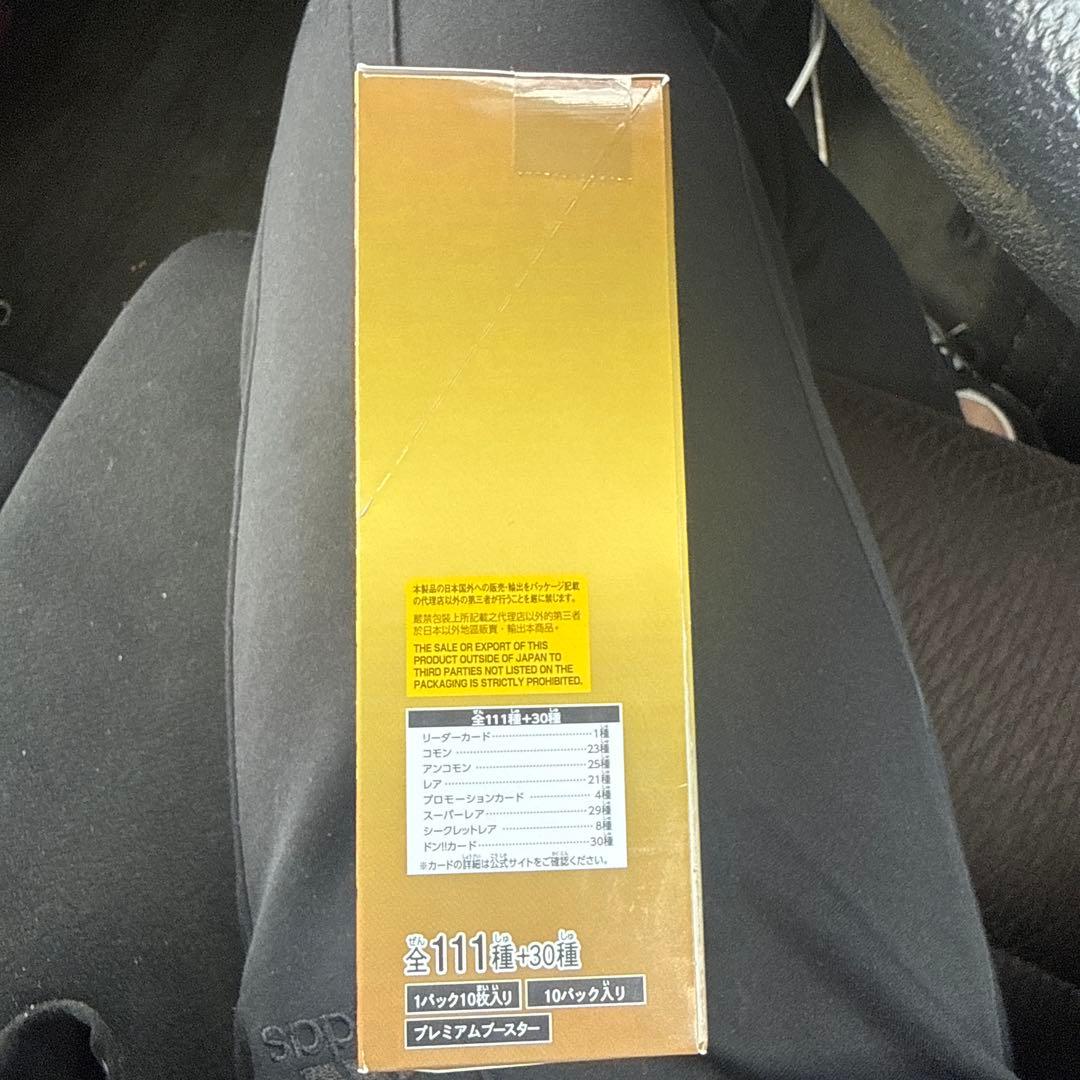 本製品の日本国外への販売・輸出をパッケージ記載
の代理店以外の第三者が行うことを厳に禁じます。
嚴禁包裝上所記載之代理店以外的第三者
於日本以外地區販賣・輸出本商品。
THE SALE OR EXPORT OF THIS
PRODUCT OUTSIDE OF JAPAN TO
THIRD PARTIES NOT LISTED ON THE
PACKAGING IS STRICTLY PROHIBITED.
全111種+30種
リーダーカード 1種
コモン 23種
アンコモン 25種
レア 21種
プロモーションカード 4種
スーパーレア 29種
シークレットレア 8種
ドン!!カード 30種
※カードの詳細は公式サイトをご確認ください。
全111種+30種
1パック10枚入り 10パック入り
プレミアムブースター